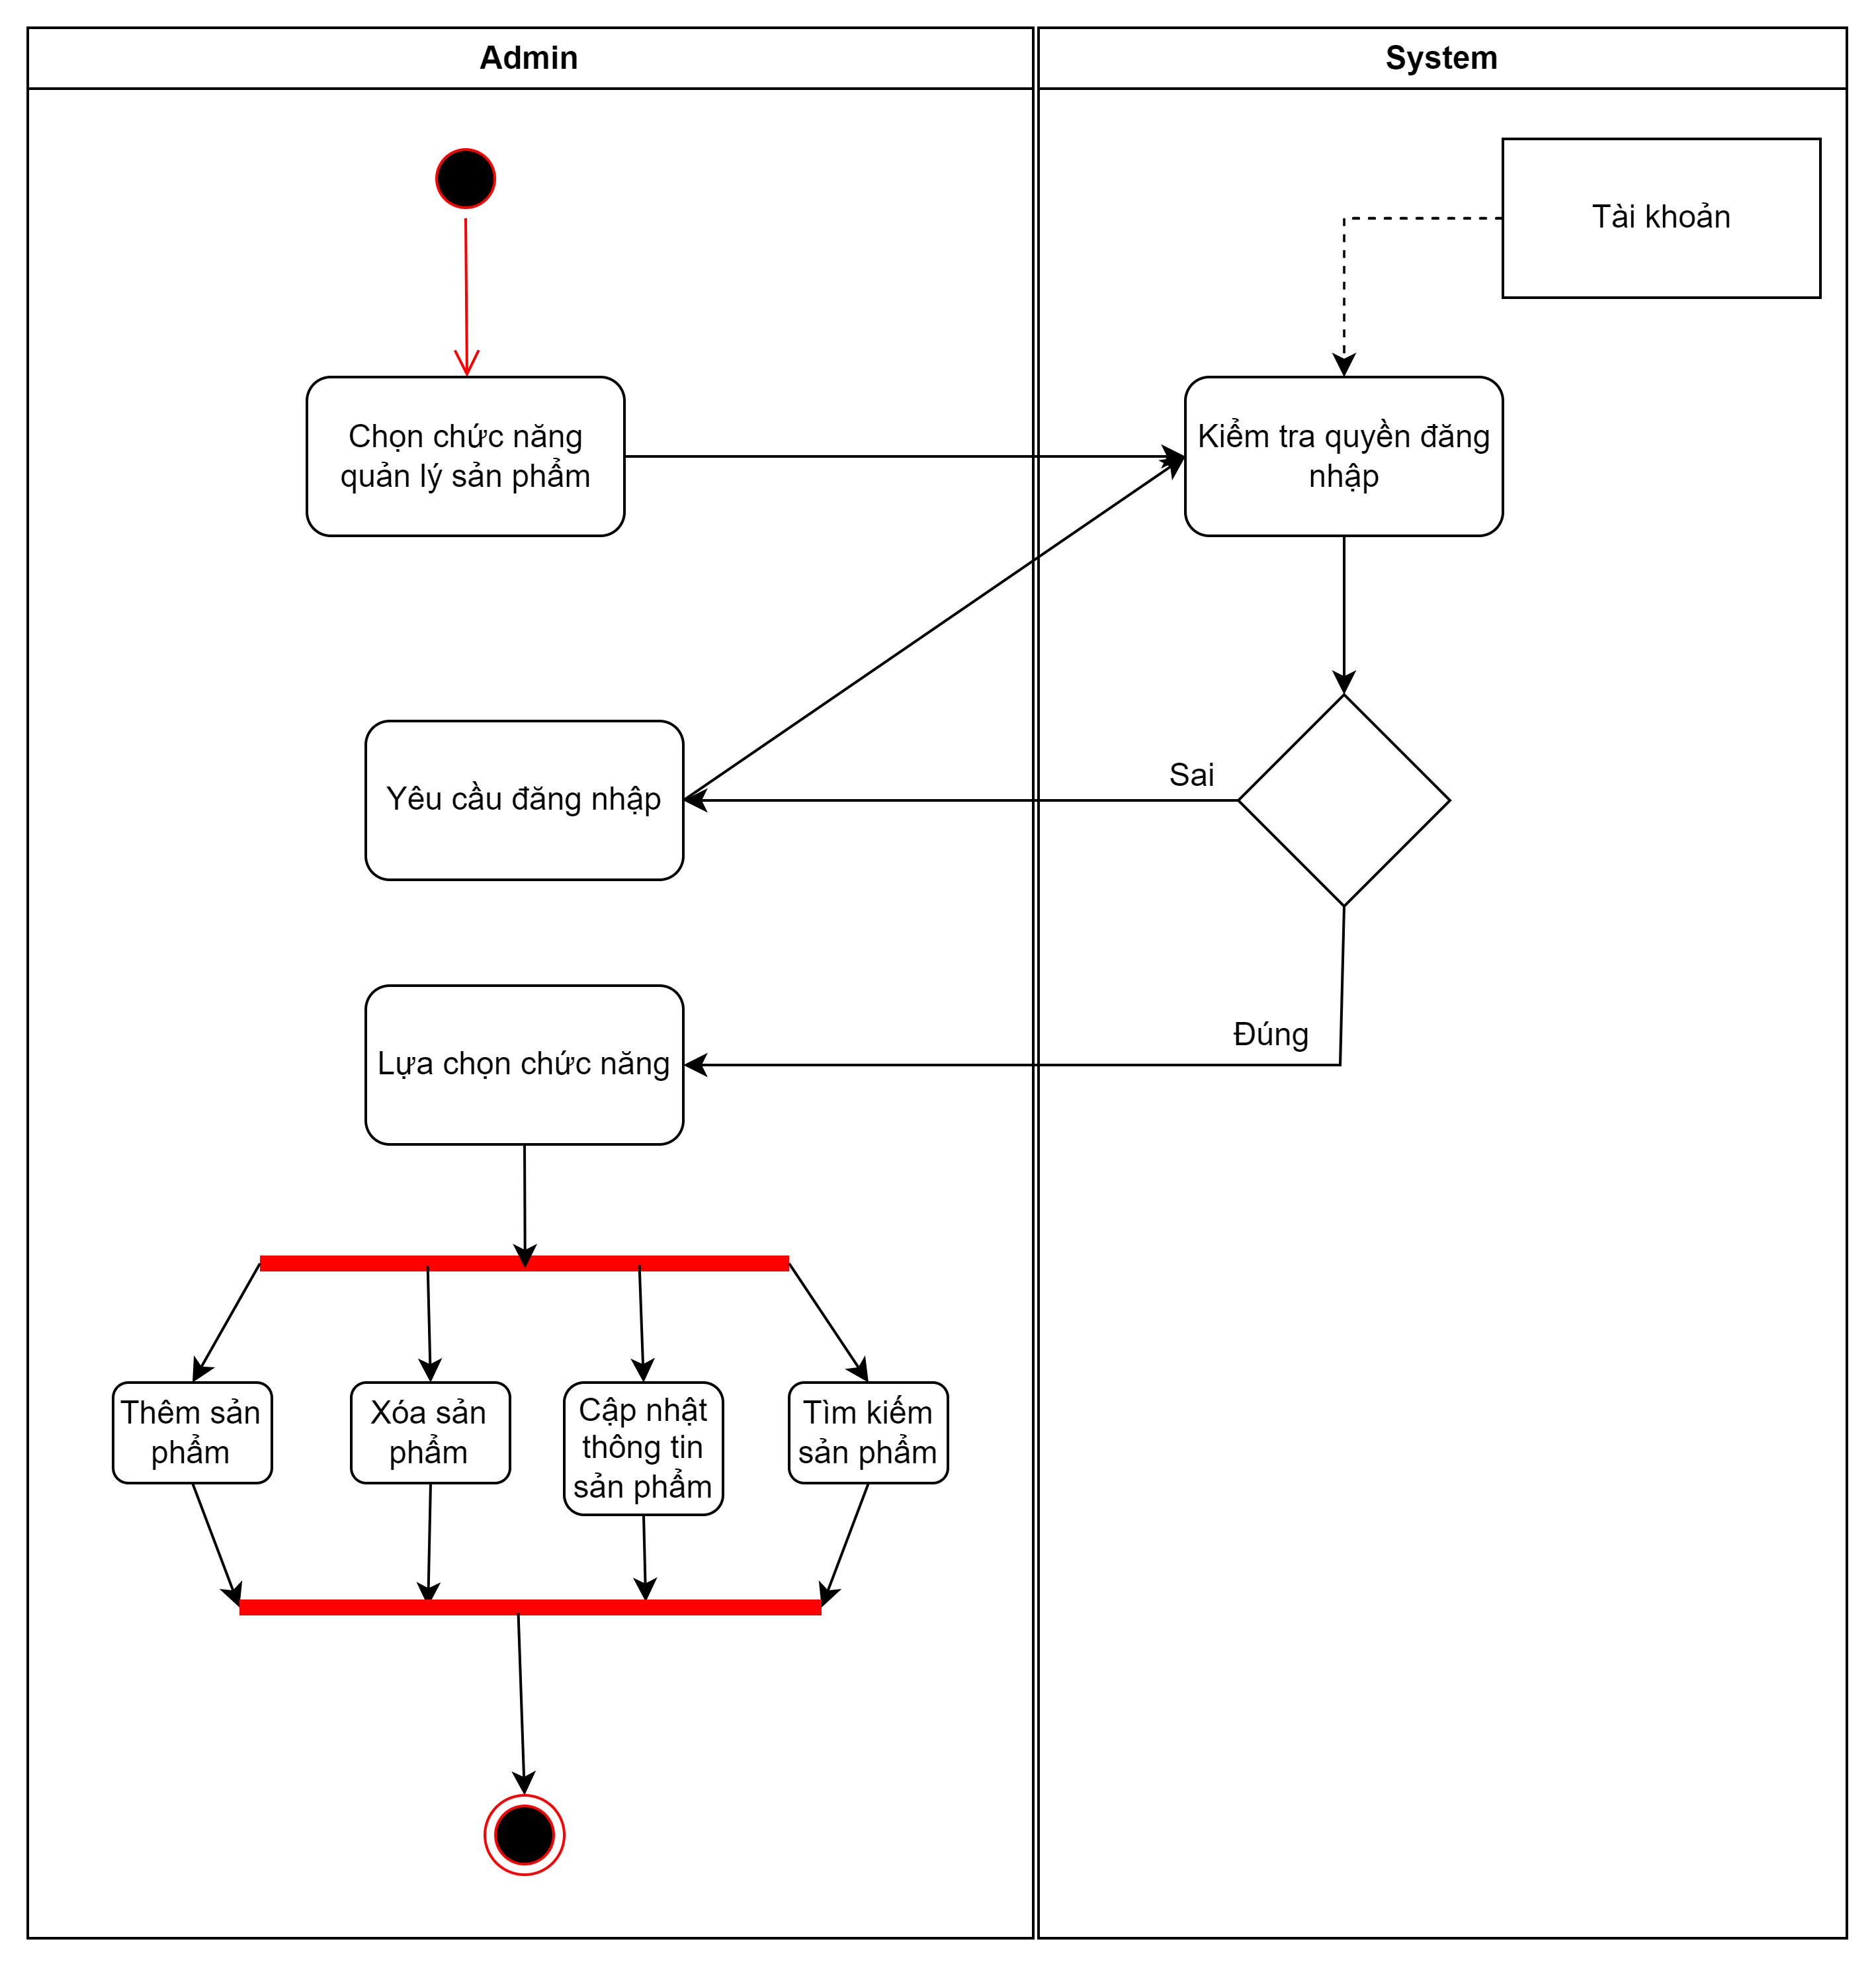 Admin
System
Tài khoản
Chọn chức năng
quản lý sản phẩm
Kiểm tra quyền đăng
nhập
Sai
Yêu cầu đăng nhập
Đúng
Lựa chọn chức năng
Thêm sản
phẩm
Xóa sản
phẩm
Cập nhật
thông tin
sản phẩm
Tìm kiếm
sản phẩm